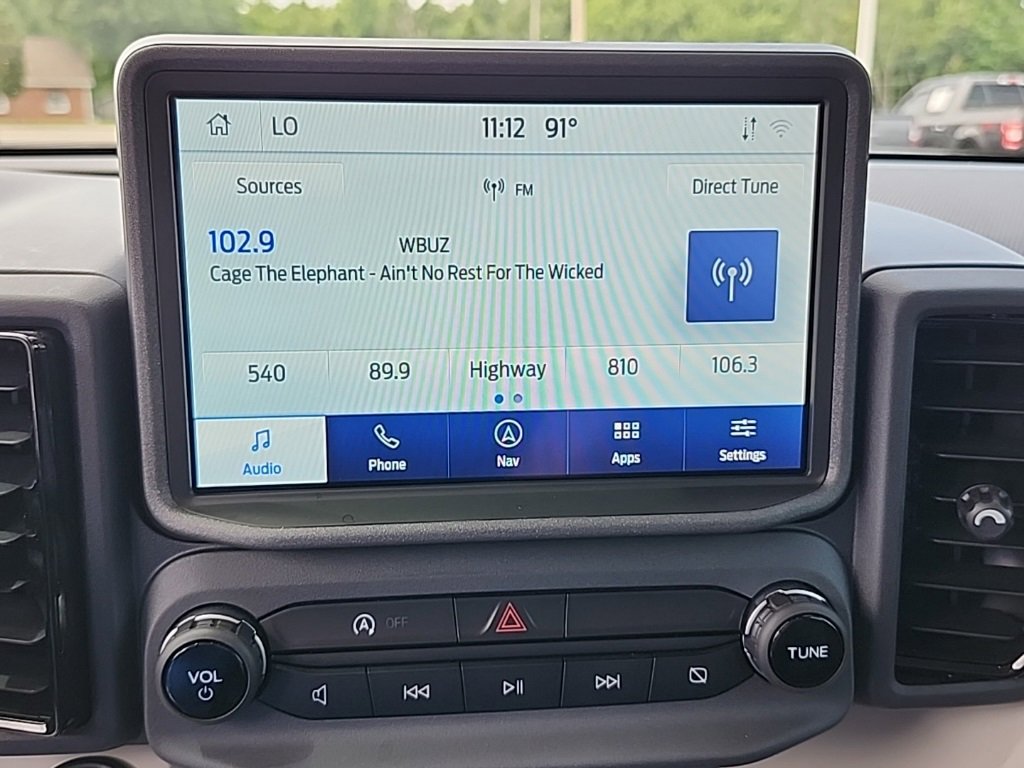 LO 11:12 91°
Sources FM Direct Tune
102.9 WBUZ
Cage The Elephant - Ain't No Rest For The Wicked
540 89.9 Highway 810 106.3
Audio Phone Nav Apps Settings
A OFF
VOL TUNE